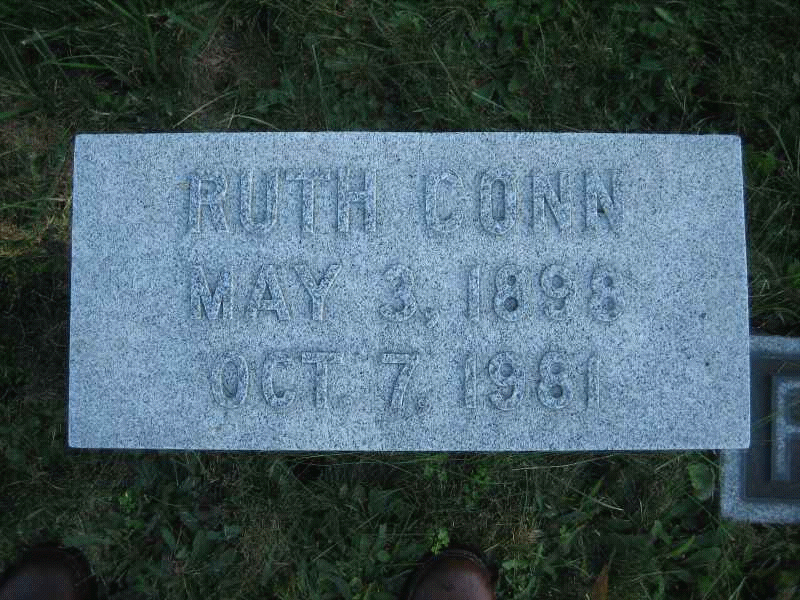 RUTH CONN
MAY 3, 1898
OCT. 7, 1981